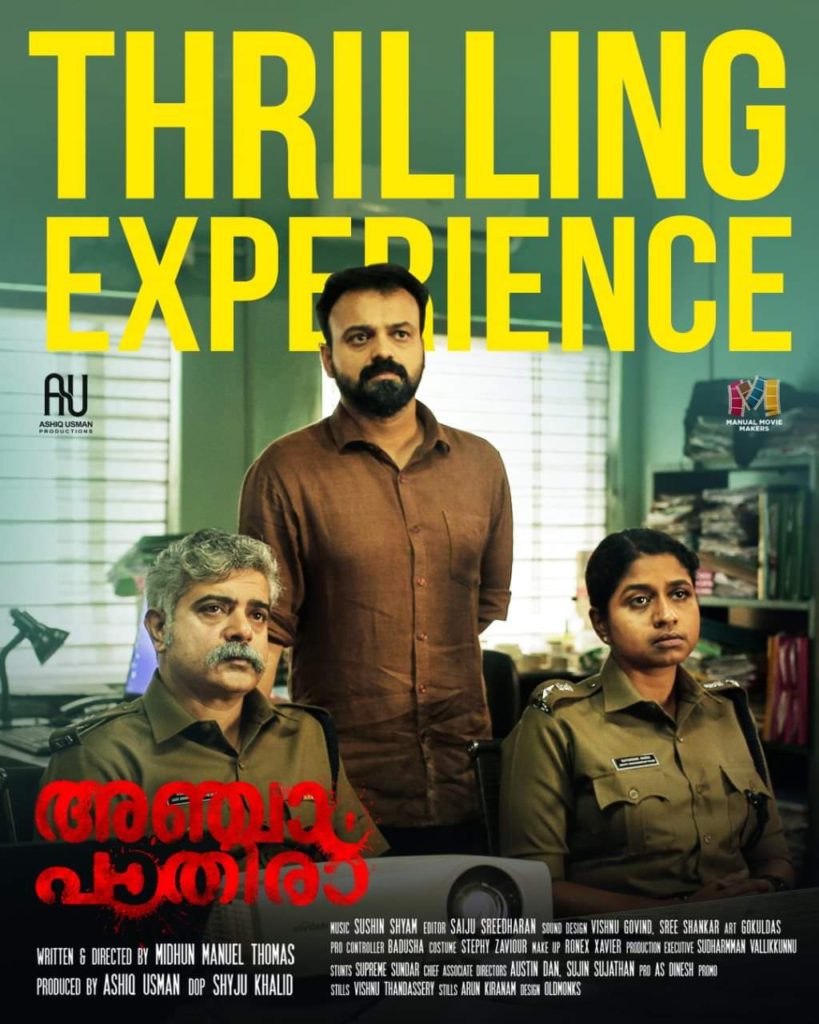 THRILLING
EXPERIENCE
AU
ASHIQ USMAN
PRODUCTIONS
MANUAL MOVIE
MAKERS
അഞ്ചാം
പാതിരാ
WRITTEN & DIRECTED BY MIDHUN MANUEL THOMAS
PRODUCED BY ASHIQ USMAN DOP SHYJU KHALID
MUSIC SUSHIN SHYAM EDITOR SAIJU SREEDHARAN SOUND DESIGN VISHNU GOVIND, SREE SHANKAR ART GOKULDAS
PRO CONTROLLER BADUSHA COSTUME STEPHY ZAVIOUR MAKE UP RONEX XAVIER PRODUCTION EXECUTIVE SUDHARMMAN VALLIKKUNNU
STUNTS SUPREME SUNDAR CHIEF ASSOCIATE DIRECTORS AUSTIN DAN, SUJIN SUJATHAN PRO AS DINESH PROMO
STILLS VISHNU THANDASSERY STILLS ARUN KIRANAM DESIGN OLDMONKS